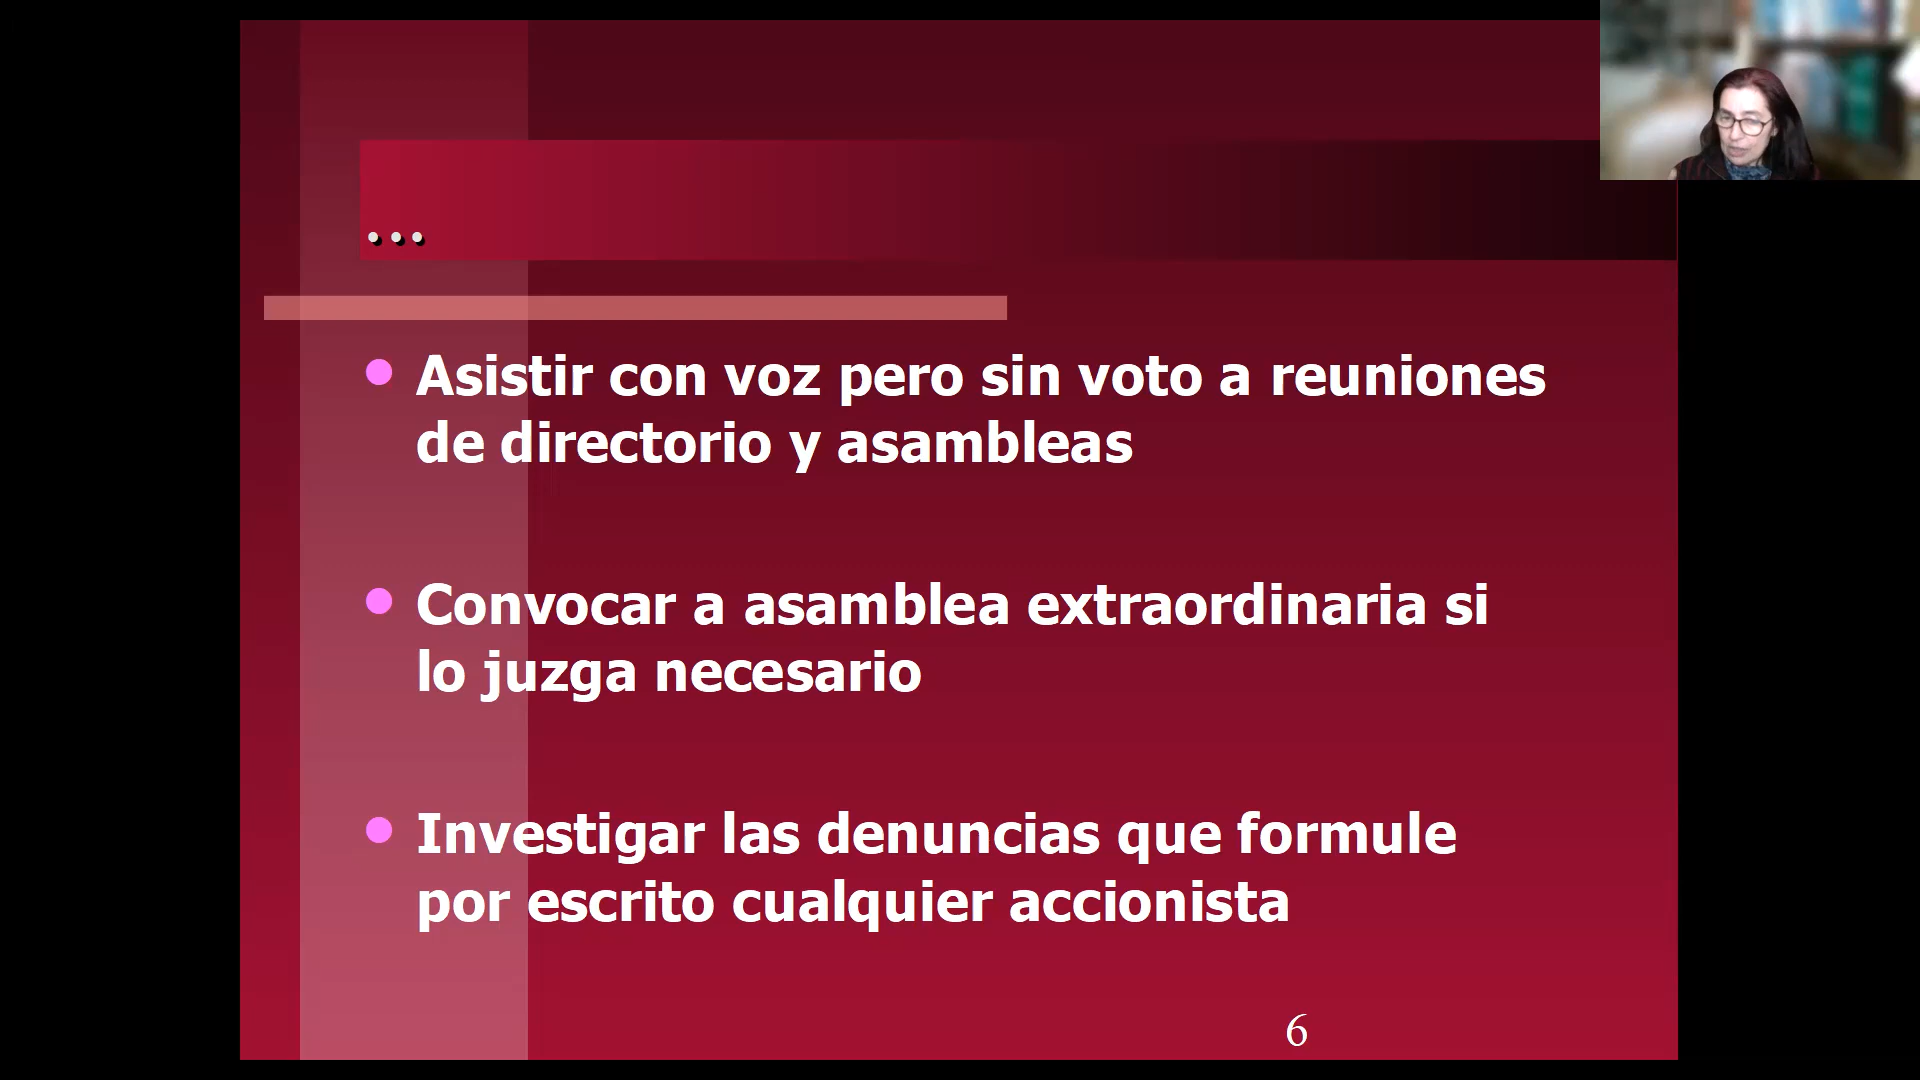 ...
Asistir con voz pero sin voto a reuniones
de directorio y asambleas
Convocar a asamblea extraordinaria si
lo juzga necesario
Investigar las denuncias que formule
por escrito cualquier accionista
6